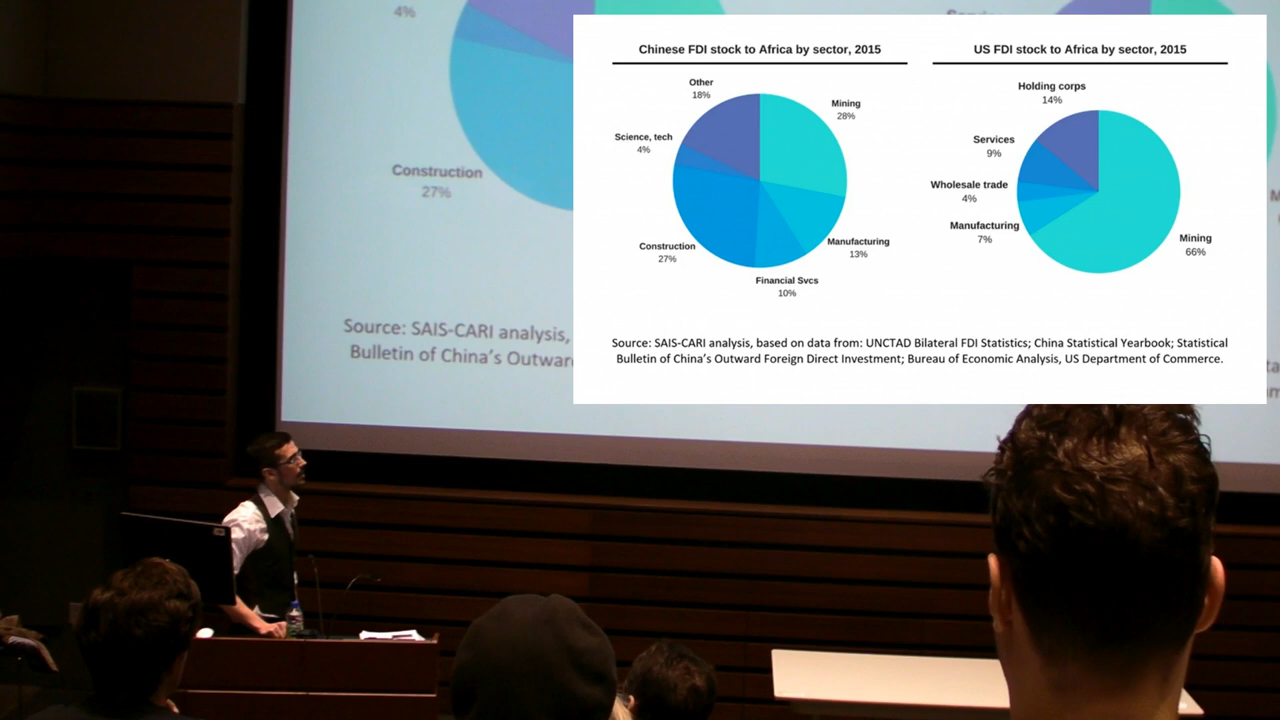 4%
Construction
27%
Source: SAIS-CARI analysis,
Bulletin of China's Outward
Chinese FDI stock to Africa by sector, 2015
Other
18%
Mining
28%
Science, tech
4%
Construction
27%
Manufacturing
13%
Financial Svcs
10%
US FDI stock to Africa by sector, 2015
Holding corps
14%
Services
9%
Wholesale trade
4%
Manufacturing
7%
Mining
66%
Source: SAIS-CARI analysis, based on data from: UNCTAD Bilateral FDI Statistics; China Statistical Yearbook; Statistical
Bulletin of China's Outward Foreign Direct Investment; Bureau of Economic Analysis, US Department of Commerce.